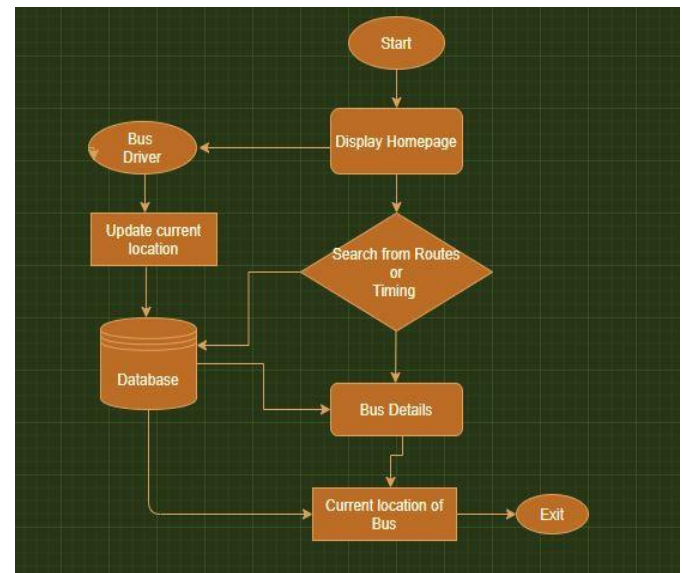 Start
Display Homepage
Bus
Driver
Update current
location
Search from Routes
or
Timing
Database
Bus Details
Current location of
Bus
Exit